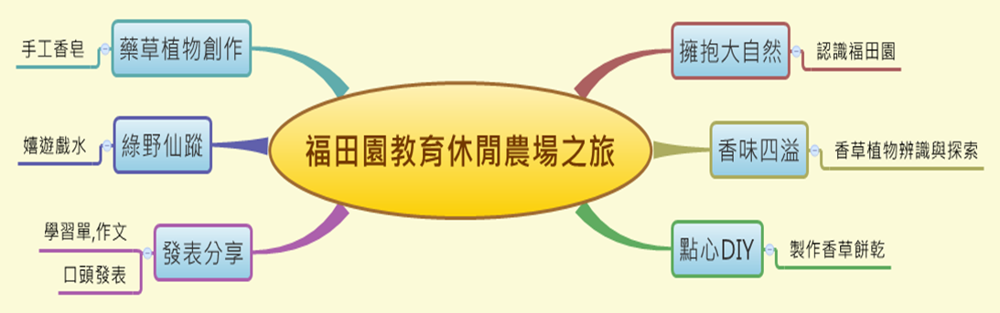 福田園教育休閒農場之旅
擁抱大自然
認識福田園
香味四溢
香草植物辨識與探索
點心DIY
製作香草餅乾
藥草植物創作
手工香皂
綠野仙蹤
嬉遊戲水
發表分享
學習單,作文
口頭發表